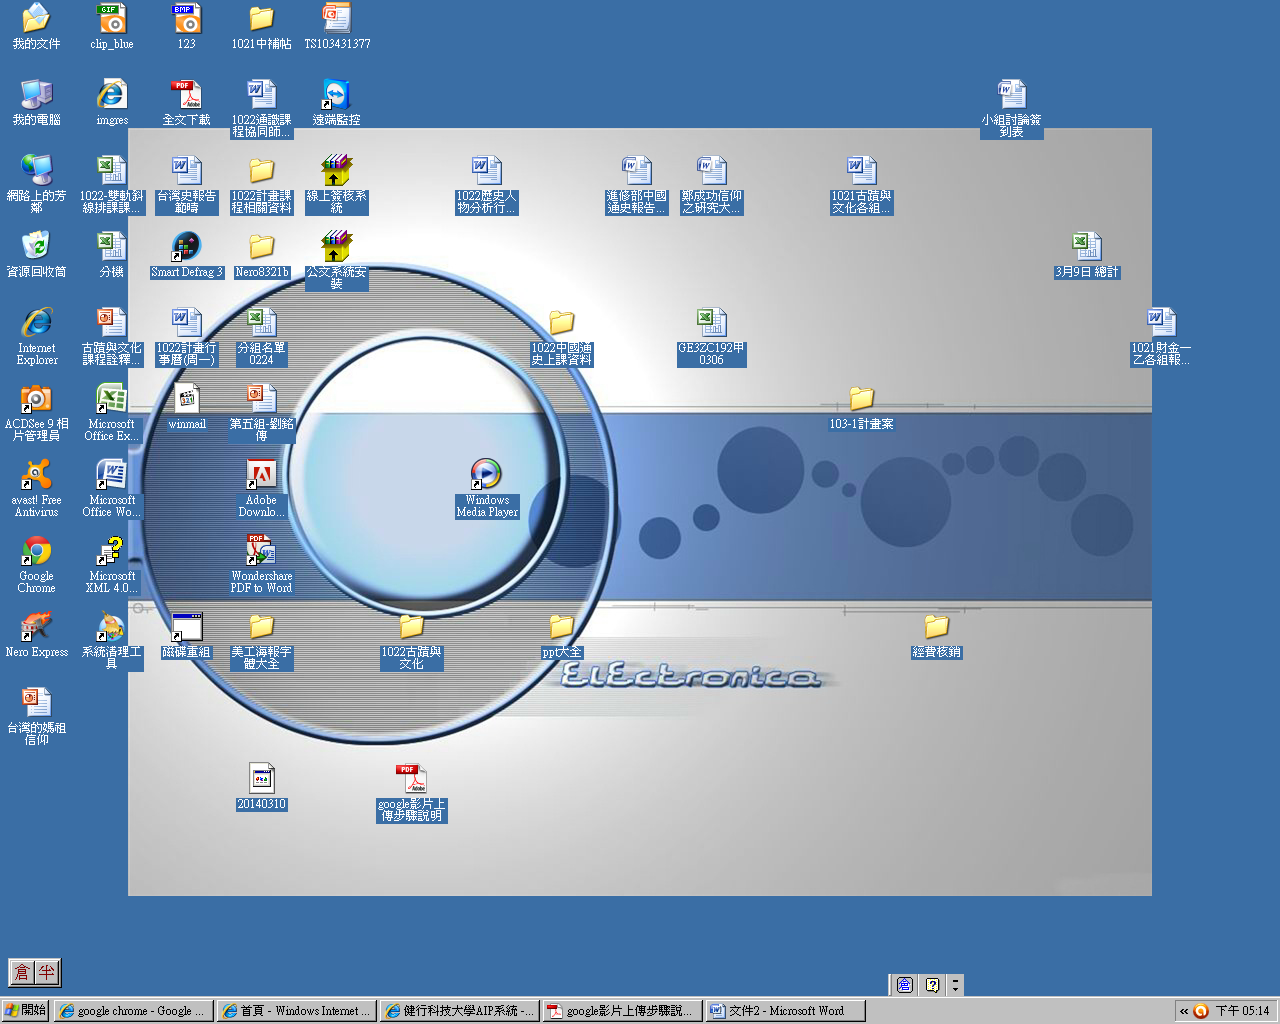 我的文件
clip_blue
123
1021中補帖
TS103431377
我的電腦
imgres
全文下載
1022通識課
程協同師...
遠端監控
小組討論簽
到表
網路上的芳
鄰
1022-雙軌斜
線排課課...
台灣史報告
範疇
1022計畫課
程相關資料
線上簽核系
統
1022歷史人
物分析行...
進修部中國
通史報告...
鄭成功信仰
之研究大...
1021古蹟與
文化各組...
資源回收筒
分機
Smart Defrag 3
Nero8321b
公文系統安
裝
3月9日 總計
Internet
Explorer
古蹟與文化
課程詮釋...
1022計畫行
事曆(周一)
分組名單
0224
1022中國通
史上課資料
GE3ZC192甲
0306
1021財金一
乙各組報...
ACDSee 9 相
片管理員
Microsoft
Office Ex...
winmail
321
第五組-劉銘
傳
103-1計畫案
avast! Free
Antivirus
Microsoft
Office Wo...
Adobe
Downlo...
Windows
Media Player
Google
Chrome
Microsoft
XML 4.0...
Wondershare
PDF to Word
Nero Express
系統清理工
具
磁碟重組
美工海報字
體大全
1022古蹟與
文化
ppt大全
經費核銷
ElEctronica
台灣的媽祖
信仰
20140310
google影片上
傳步驟說明
倉 半
倉
開始
google chrome - Google ...
首頁 - Windows Internet ...
健行科技大學AIP系統 -...
google影片上傳步驟說...
文件2 - Microsoft Word
« 下午 05:14